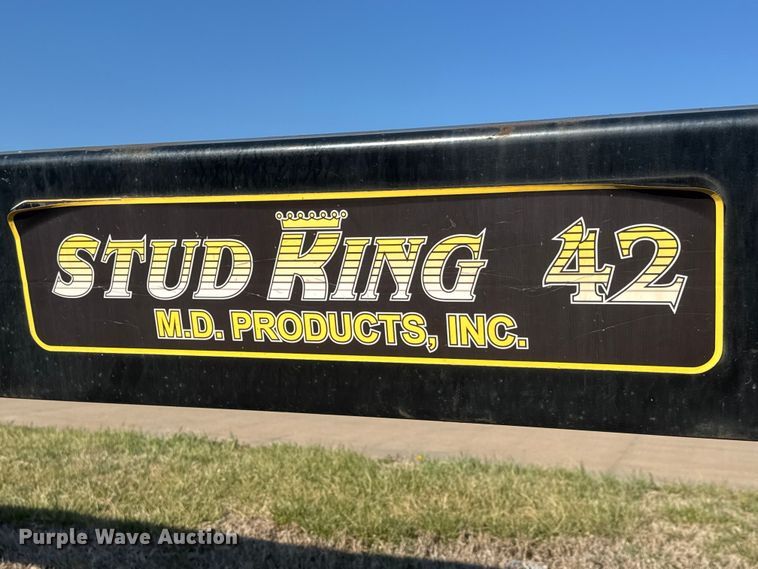 STUD KING 42
M.D. PRODUCTS, INC.
Purple Wave Auction